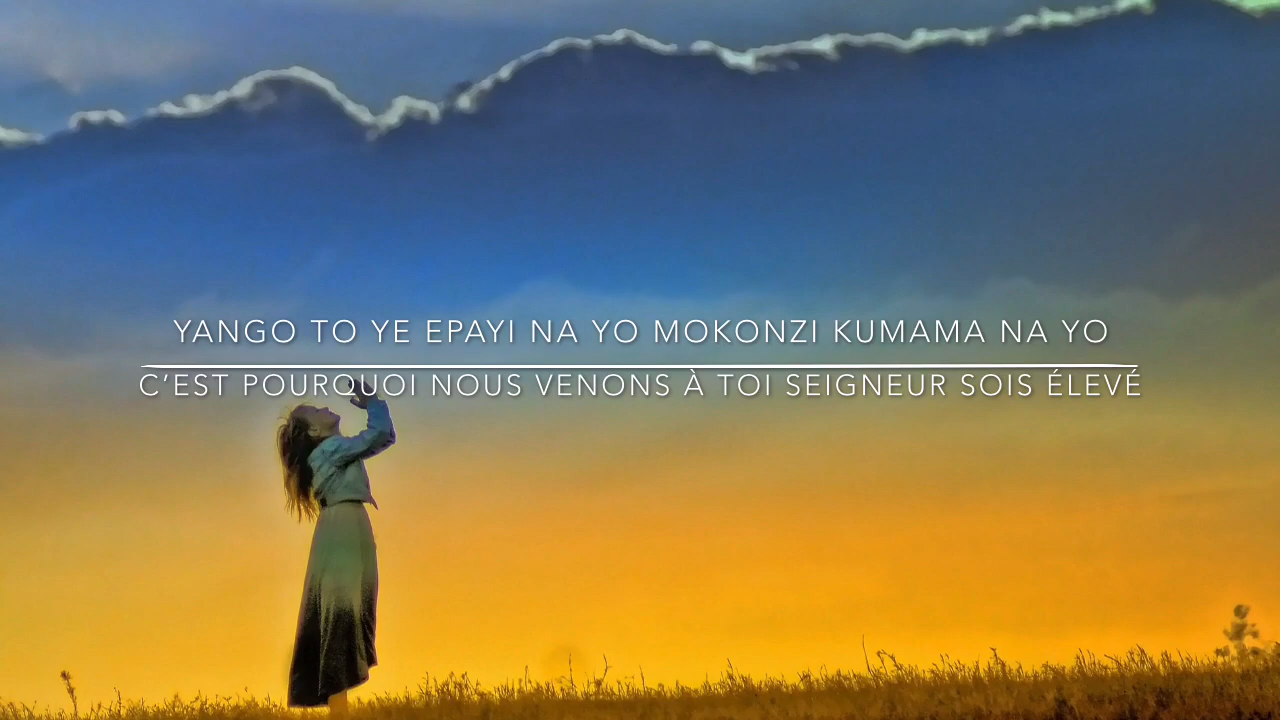 YANGO TO YE EPAYI NA YO MOKONZI KUMAMA NA YO
C’EST POURQUOI NOUS VENONS À TOI SEIGNEUR SOIS ÉLEVÉ